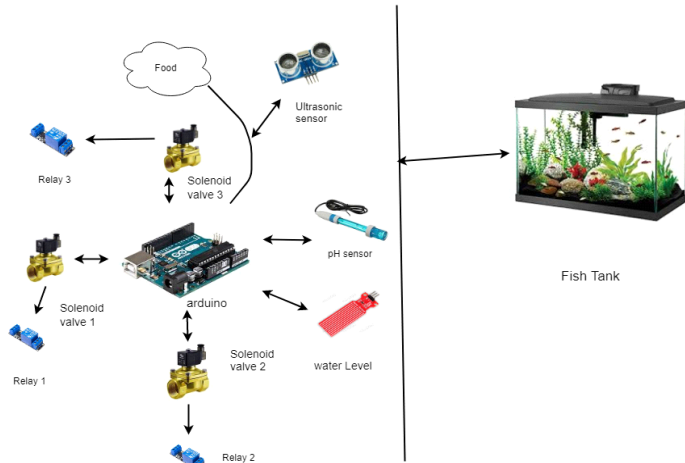 Food
Ultrasonic
sensor
Relay 3
Solenoid
valve 3
pH sensor
Fish Tank
arduino
Solenoid
valve 1
Solenoid
valve 2
water Level
Relay 1
Relay 2